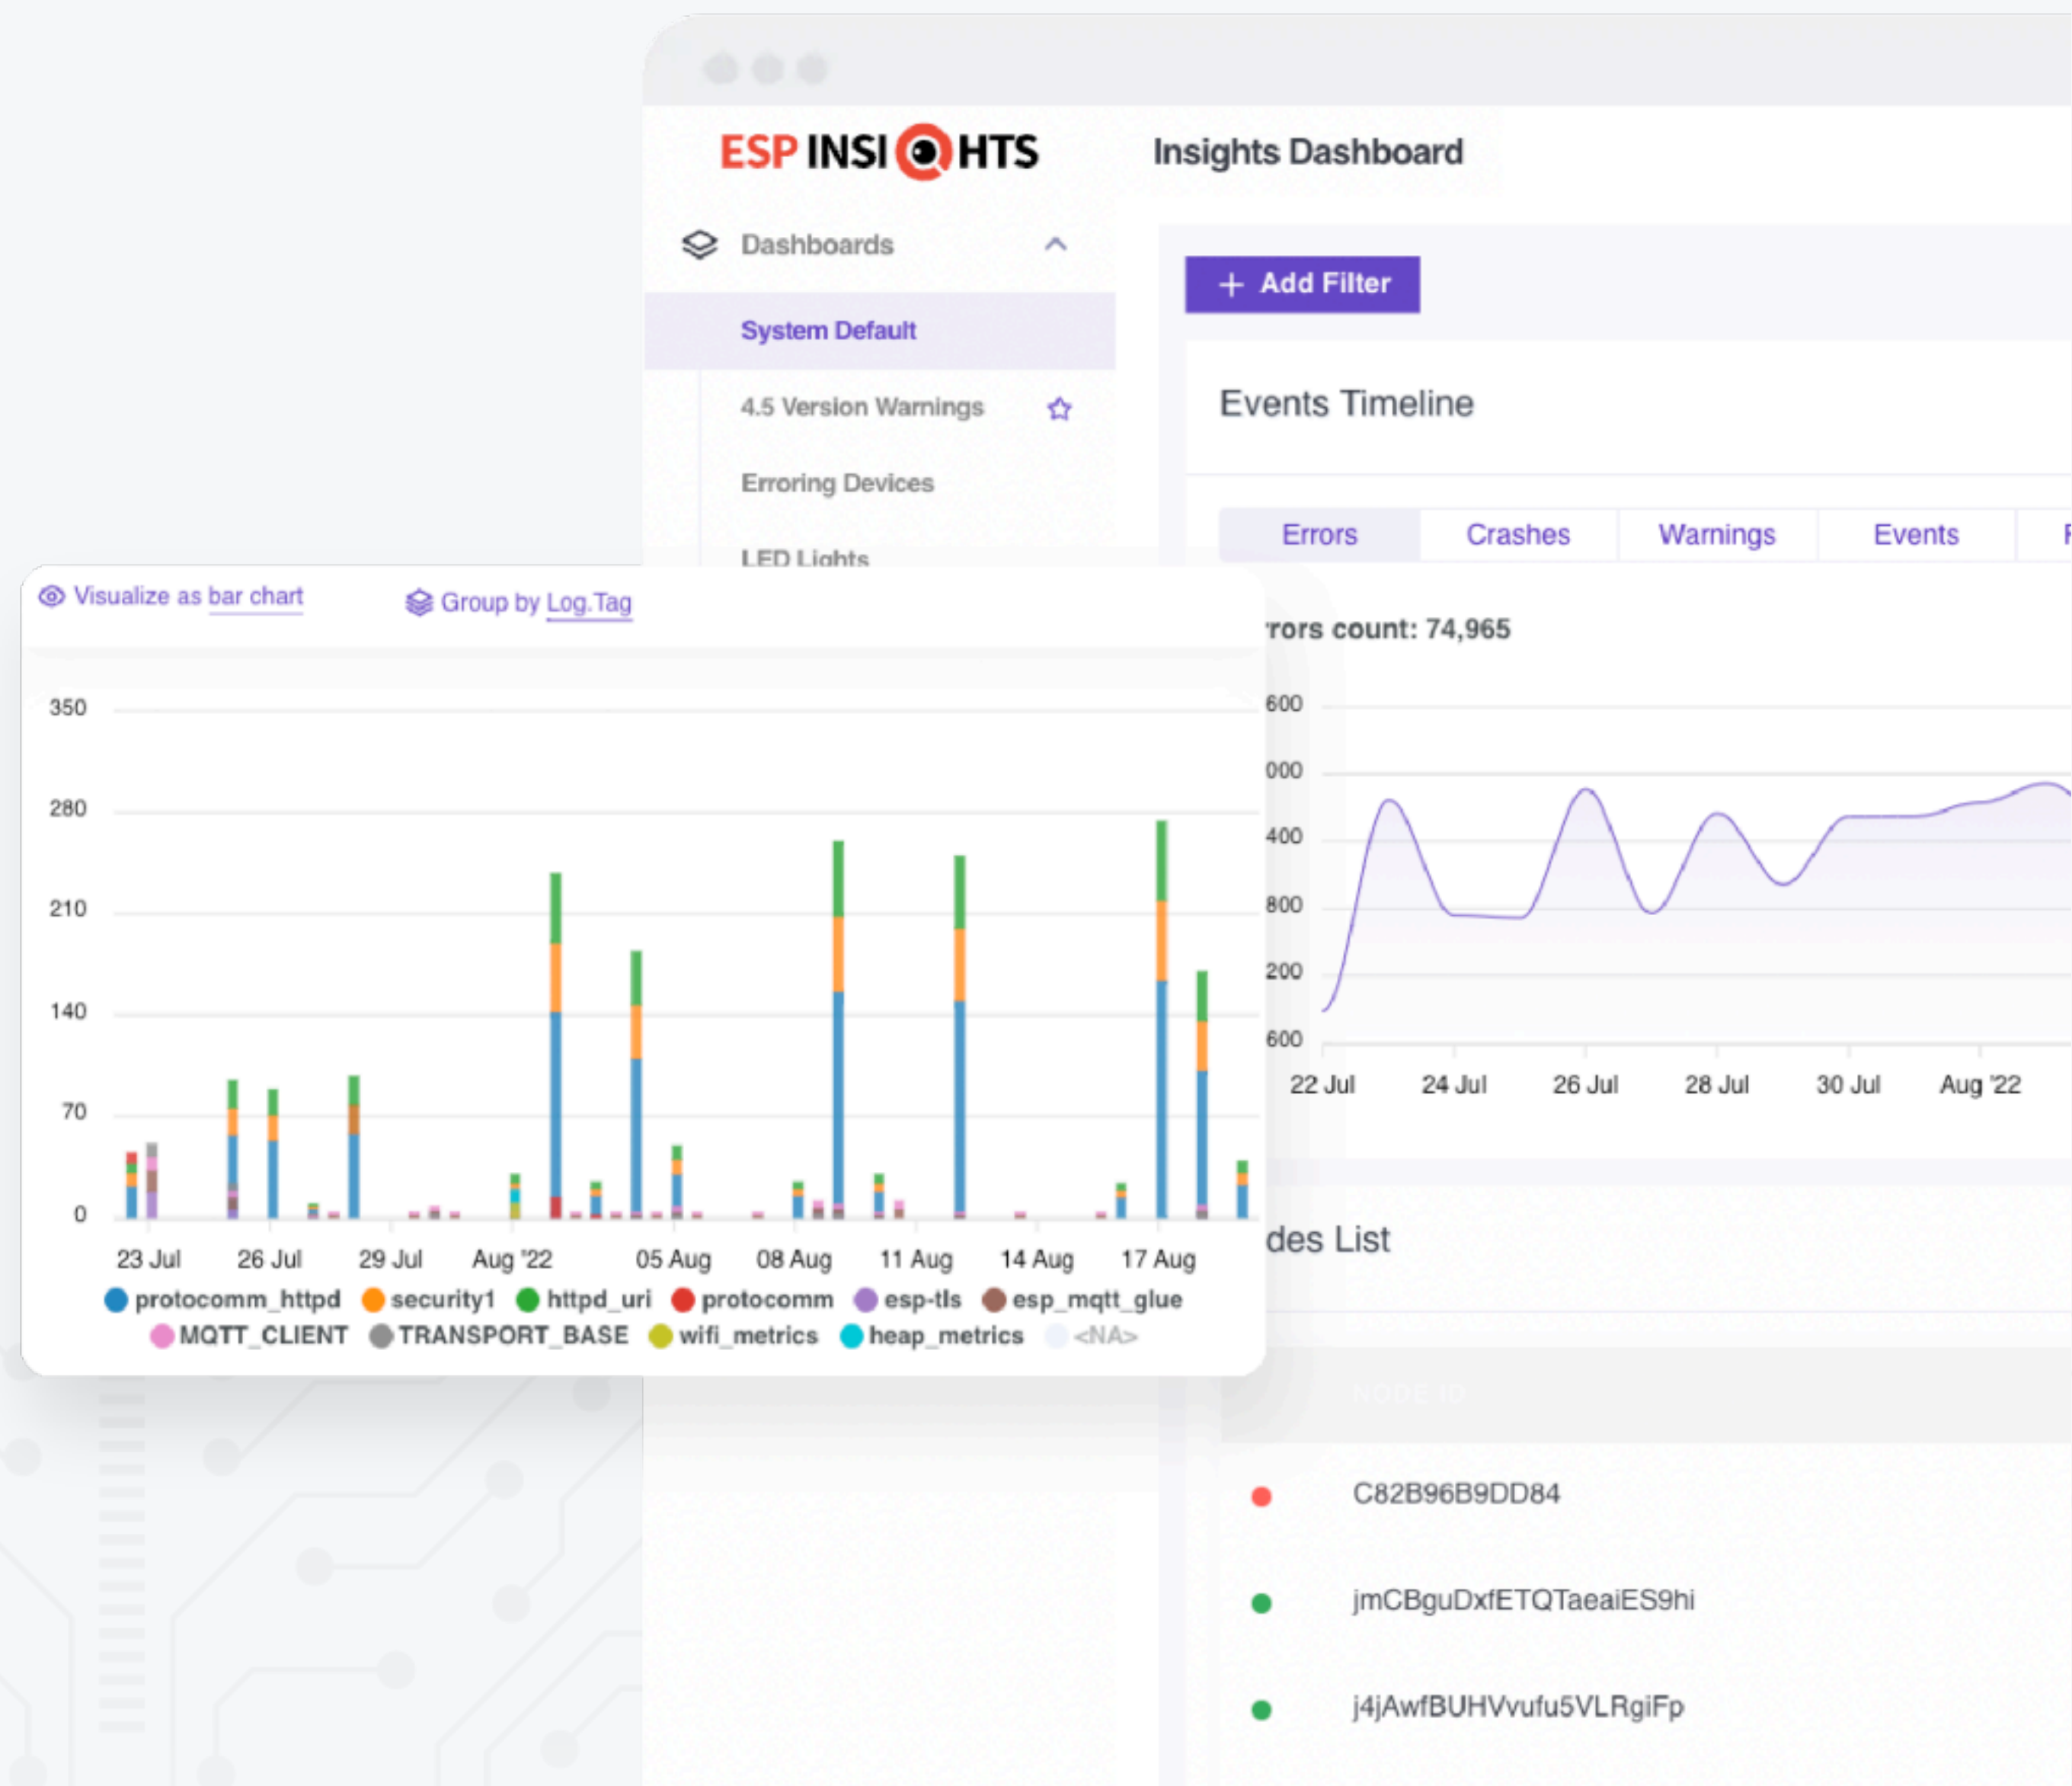 ESP INSIGHTS
Insights Dashboard
Dashboards
+ Add Filter
System Default
4.5 Version Warnings
Events Timeline
Erroring Devices
Errors
Crashes
Warnings
Events
LED Lights
Visualize as bar chart
Group by Log.Tag
rrors count: 74,965
350
280
210
140
70
0
23 Jul
26 Jul
29 Jul
Aug '22
05 Aug
08 Aug
11 Aug
14 Aug
17 Aug
protocomm_httpd security1 httpd_uri protocomm esp-tls esp_mqtt_glue
MQTT_CLIENT TRANSPORT_BASE wifi_metrics heap_metrics <NA>
600
000
400
800
200
600
22 Jul
24 Jul
26 Jul
28 Jul
30 Jul
Aug '22
des List
NODE ID
C82B96B9DD84
jmCBguDxfETQTaeaiES9hi
j4jAwfBUHVvufu5VLRgiFp